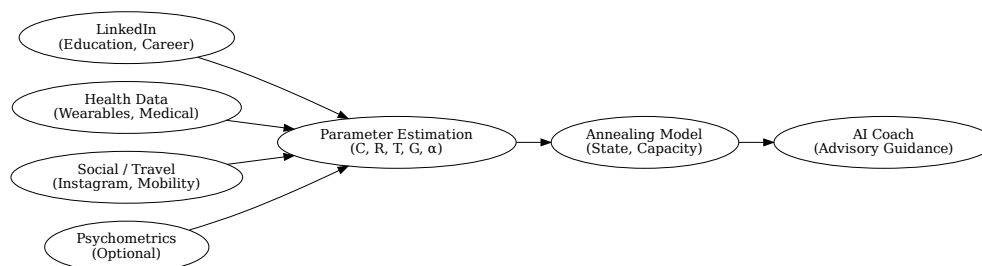 LinkedIn
(Education, Career)
Health Data
(Wearables, Medical)
Social / Travel
(Instagram, Mobility)
Psychometrics
(Optional)
Parameter Estimation
(C, R, T, G, α)
Annealing Model
(State, Capacity)
AI Coach
(Advisory Guidance)